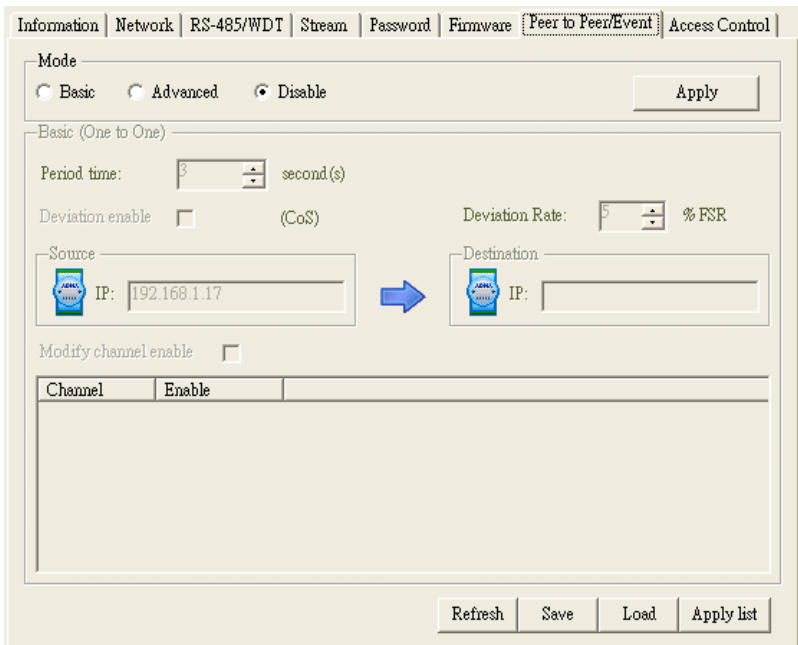 Information Network RS-485/WDT Stream Password Firmware Peer to Peer/Event Access Control
Mode
Basic Advanced Disable Apply
Basic (One to One)
Period time: 3 second(s)
Deviation enable (CoS) Deviation Rate: 5 % FSR
Source Destination
IP: 192.168.1.17 IP:
Modify channel enable
Channel Enable
Refresh Save Load Apply list